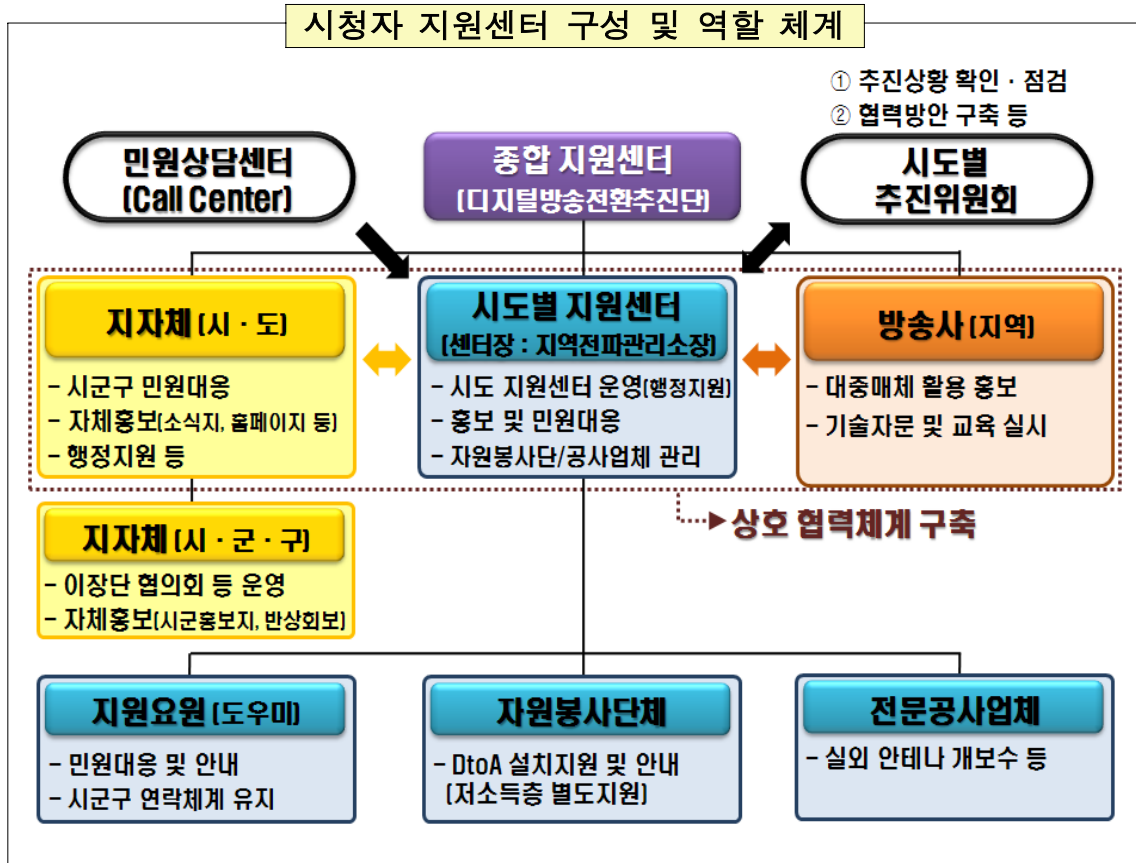 시청자 지원센터 구성 및 역할 체계
① 추진상황 확인 · 점검
② 협력방안 구축 등
민원상담센터
(Call Center)
종합 지원센터
(디지털방송전환추진단)
시도별
추진위원회
지자체 (시 · 도)
- 시군구 민원대응
- 자체홍보(소식지, 홈페이지 등)
- 행정지원 등
시도별 지원센터
(센터장 : 지역전파관리소장)
- 시도 지원센터 운영(행정지원)
- 홍보 및 민원대응
- 자원봉사단/공사업체 관리
방송사 (지역)
- 대중매체 활용 홍보
- 기술자문 및 교육 실시
상호 협력체계 구축
지자체 (시 · 군 · 구)
- 이장단 협의회 등 운영
- 자체홍보(시군홍보지, 반상회보)
지원요원 (도우미)
- 민원대응 및 안내
- 시군구 연락체계 유지
자원봉사단체
- DtoA 설치지원 및 안내
(저소득층 별도지원)
전문공사업체
- 실외 안테나 개보수 등